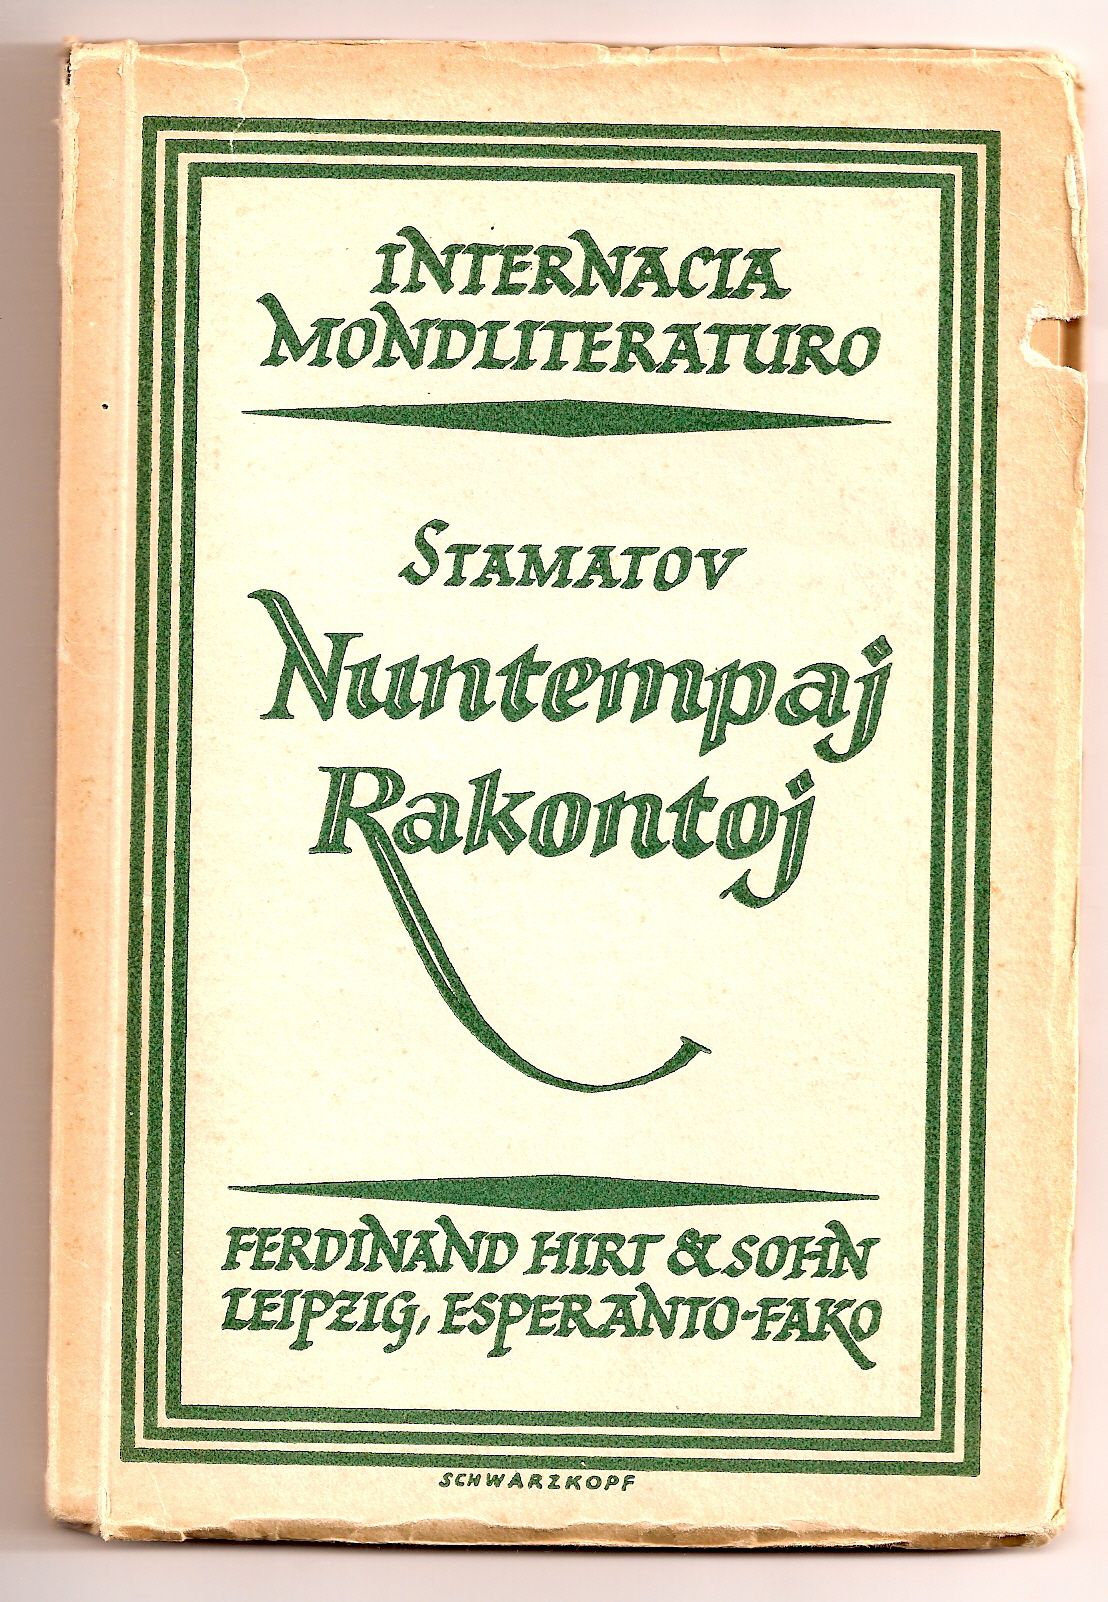 INTERNACIA
MONDLITERATURO
STAMATOV
Nuntempaj
Rakontoj
FERDINAND HIRT & SOHN
LEIPZIG, ESPERANTO-FAKO
SCHWARZKOPF